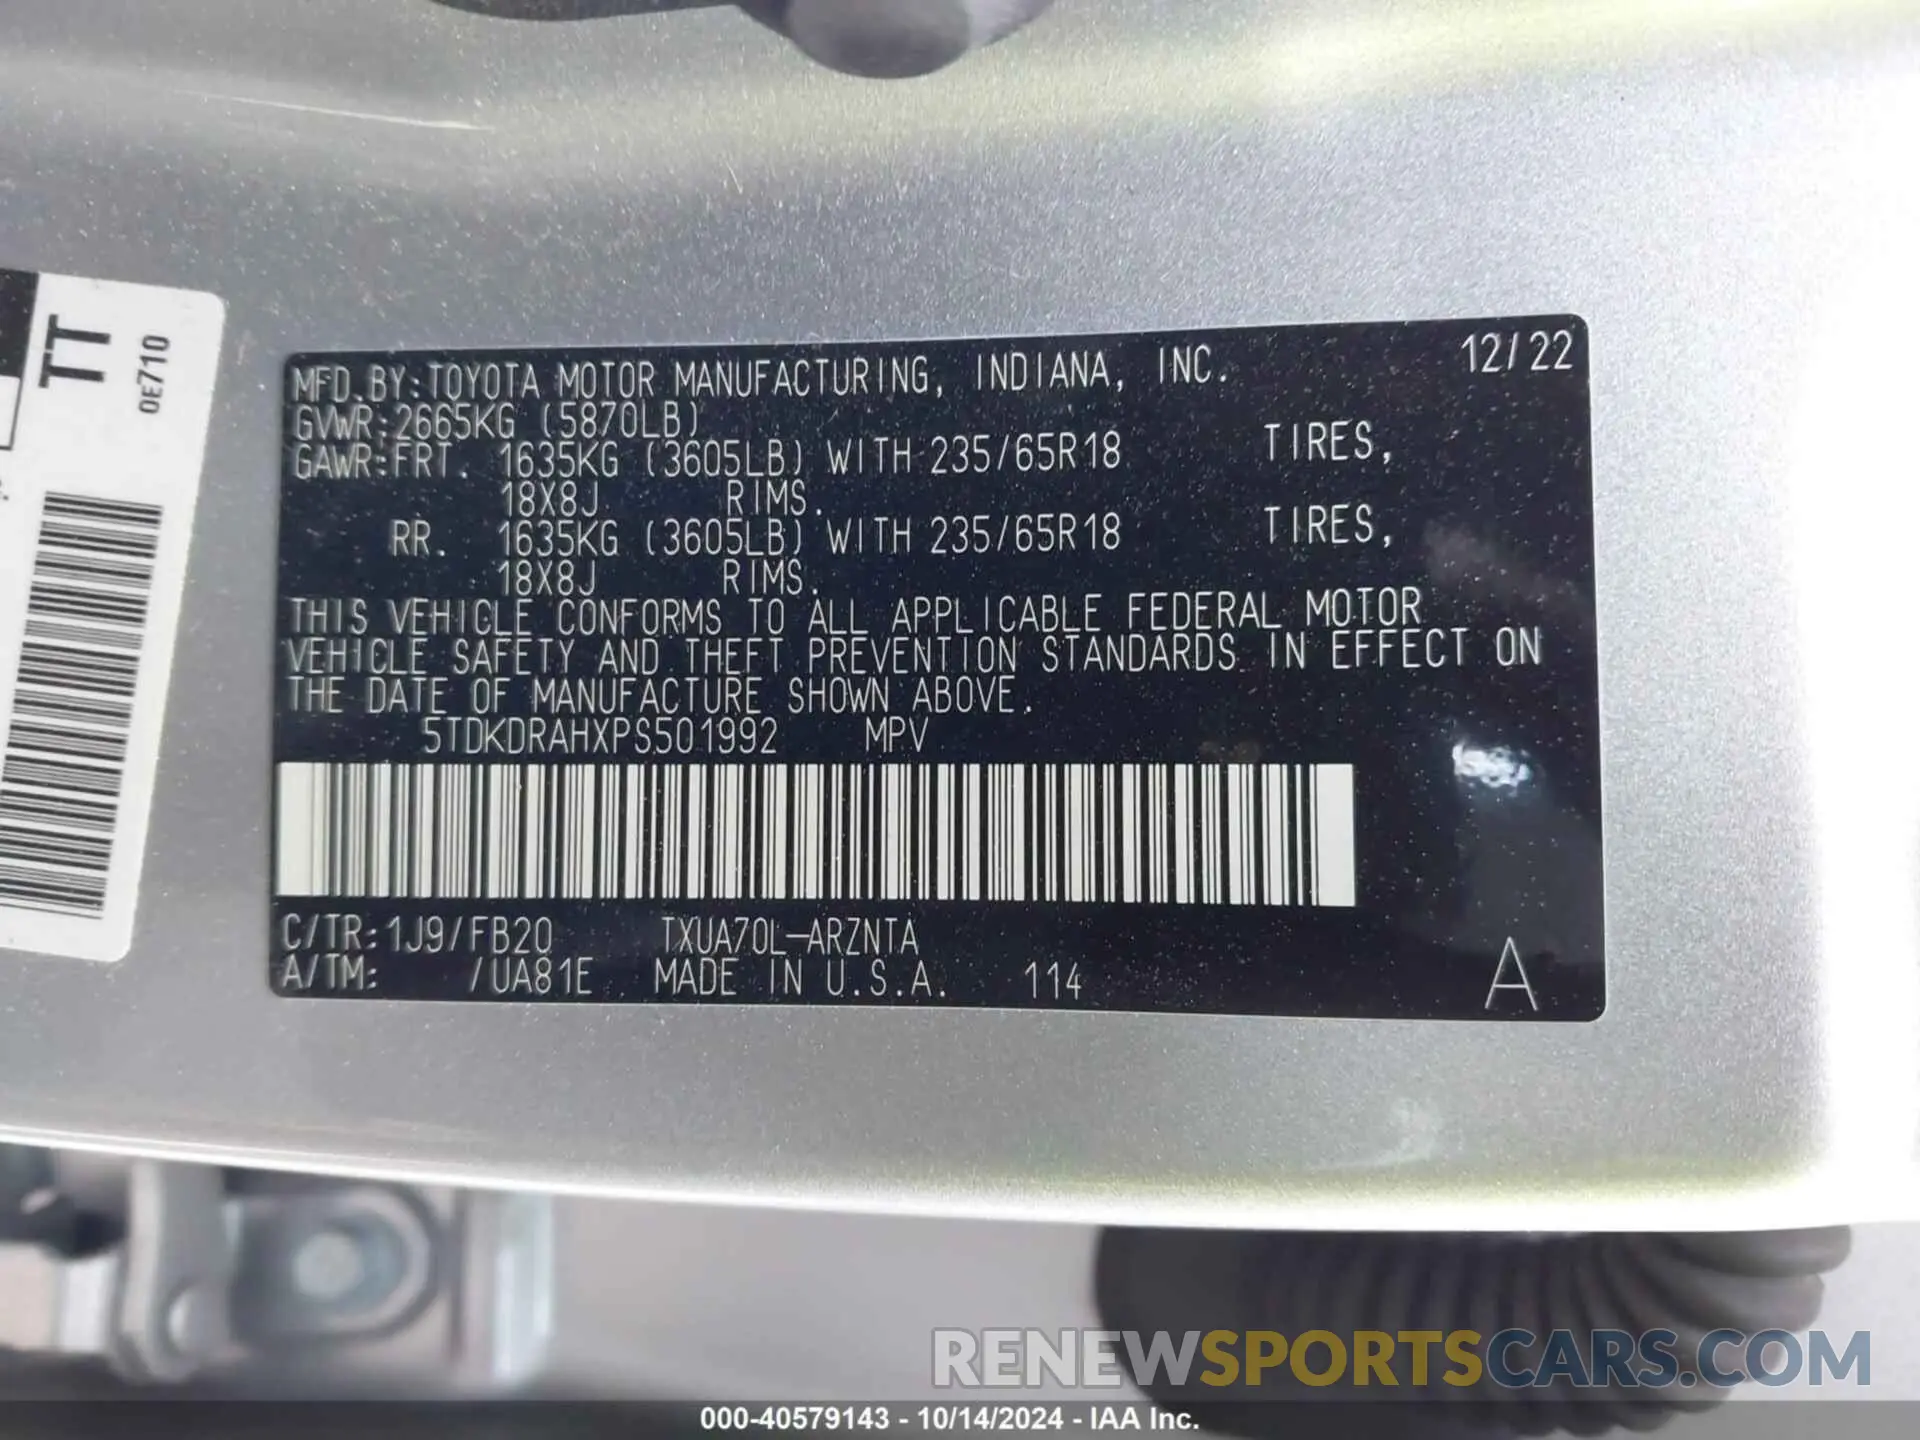 MFD.BY:TOYOTA MOTOR MANUFACTURING, INDIANA, INC. 12/22
GVWR:2665KG (5870LB)
GAWR:FRT. 1635KG (3605LB) WITH 235/65R18 TIRES,
18X8J RIMS.
RR. 1635KG (3605LB) WITH 235/65R18 TIRES,
18X8J RIMS.
THIS VEHICLE CONFORMS TO ALL APPLICABLE FEDERAL MOTOR
VEHICLE SAFETY AND THEFT PREVENTION STANDARDS IN EFFECT ON
THE DATE OF MANUFACTURE SHOWN ABOVE.
5TDKDRAHXPS501992 MPV
C/TR:1J9/FB20 TXUA70L-ARZNTA
A/TM: /UA81E MADE IN U.S.A. 114 A
TT
0E710
RENEWSPORTSCARS.COM
000-40579143 - 10/14/2024 - IAA Inc.